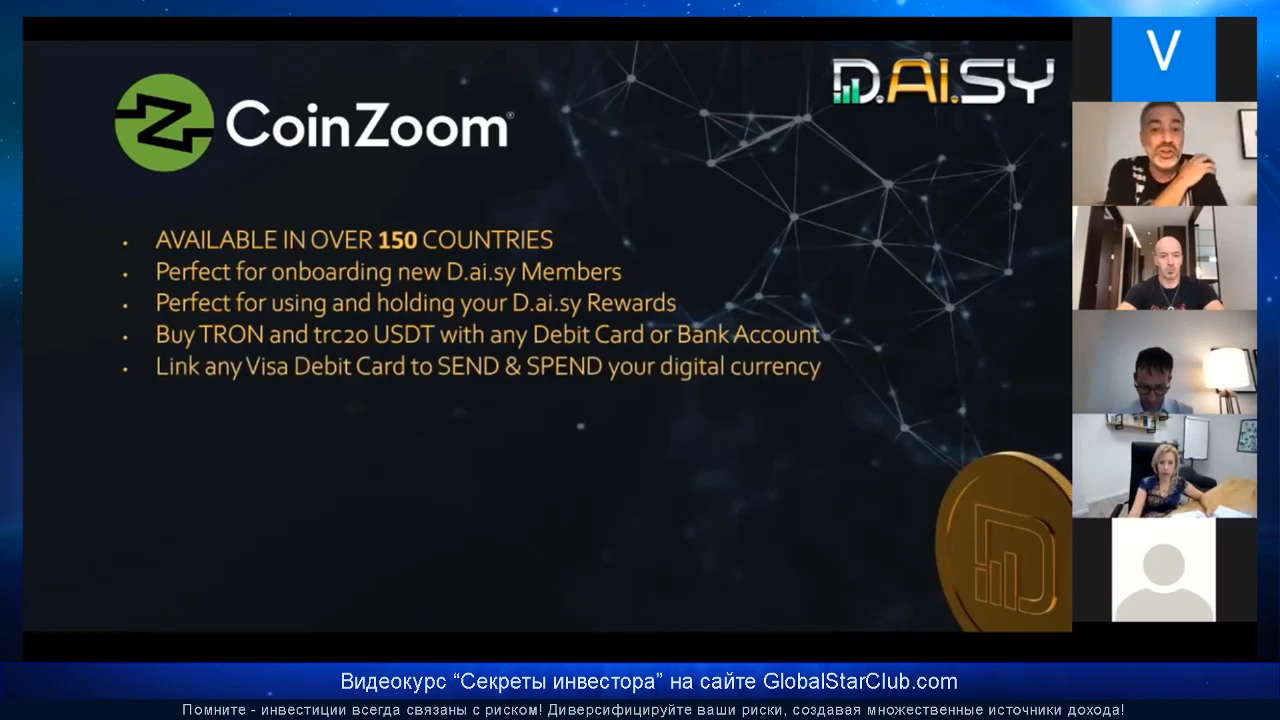 CoinZoom®
D.AI.SY
V
AVAILABLE IN OVER 150 COUNTRIES
Perfect for onboarding new D.ai.sy Members
Perfect for using and holding your D.ai.sy Rewards
Buy TRON and trc20 USDT with any Debit Card or Bank Account
Link any Visa Debit Card to SEND & SPEND your digital currency
Видеокурс “Секреты инвестора” на сайте GlobalStarClub.com
Помните - инвестиции всегда связаны с риском! Диверсифицируйте ваши риски, создавая множественные источники дохода!